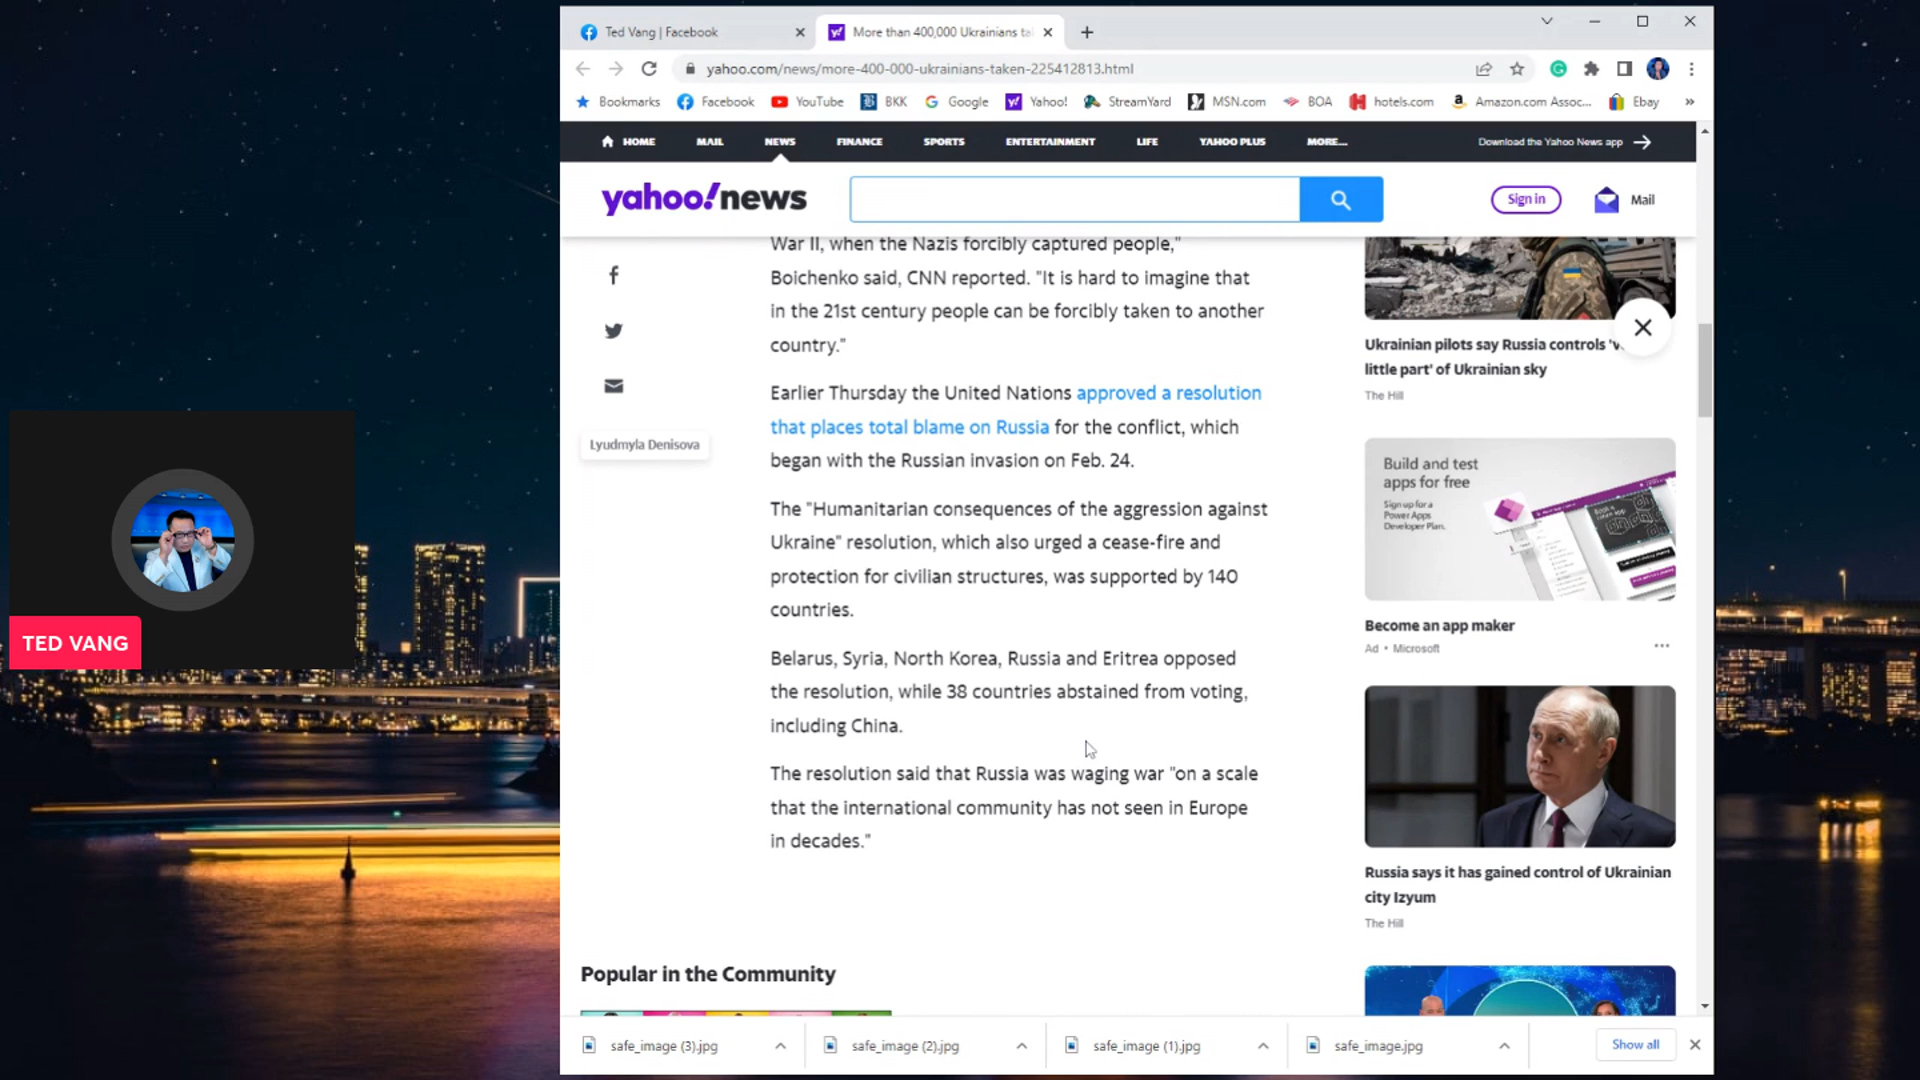 Ted Vang | Facebook
More than 400,000 Ukrainians ta
yahoo.com/news/more-400-000-ukrainians-taken-225412813.html
Bookmarks
Facebook
YouTube
BKK
Google
Yahoo!
StreamYard
MSN.com
BOA
hotels.com
Amazon.com Assoc...
Ebay
»
HOME
MAIL
NEWS
FINANCE
SPORTS
ENTERTAINMENT
LIFE
YAHOO PLUS
MORE...
Download the Yahoo News app
yahoo!news
Sign in
Mail
War II, when the Nazis forcibly captured people,"
Boichenko said, CNN reported. "It is hard to imagine that
in the 21st century people can be forcibly taken to another
country."
Earlier Thursday the United Nations approved a resolution
that places total blame on Russia for the conflict, which
began with the Russian invasion on Feb. 24.
The "Humanitarian consequences of the aggression against
Ukraine" resolution, which also urged a cease-fire and
protection for civilian structures, was supported by 140
countries.
Belarus, Syria, North Korea, Russia and Eritrea opposed
the resolution, while 38 countries abstained from voting,
including China.
The resolution said that Russia was waging war "on a scale
that the international community has not seen in Europe
in decades."
Lyudmyla Denisova
Popular in the Community
Ukrainian pilots say Russia controls
little part' of Ukrainian sky
The Hill
Build and test
apps for free
Sign up for a
Power Apps
Developer Plan.
Become an app maker
Ad • Microsoft
Russia says it has gained control of Ukrainian
city Izyum
The Hill
TED VANG
safe_image (3).jpg
safe_image (2).jpg
safe_image (1).jpg
safe_image.jpg
Show all